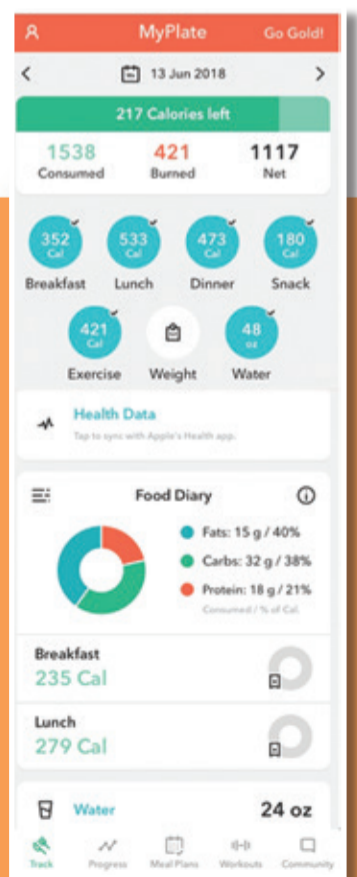 MyPlate Go Gold!
13 Jun 2018
217 Calories left
1538 421 1117
Consumed Burned Net
352 533 473 180
Cal Cal Cal Cal
Breakfast Lunch Dinner Snack
421 48
Cal oz
Exercise Weight Water
Health Data
Tap to sync with Apple's Health app.
Food Diary
Fats: 15 g / 40%
Carbs: 32 g / 38%
Protein: 18 g / 21%
Consumed / % of Cal.
Breakfast
235 Cal
Lunch
279 Cal
Water 24 oz
Track Progress Meal Plans Workouts Community